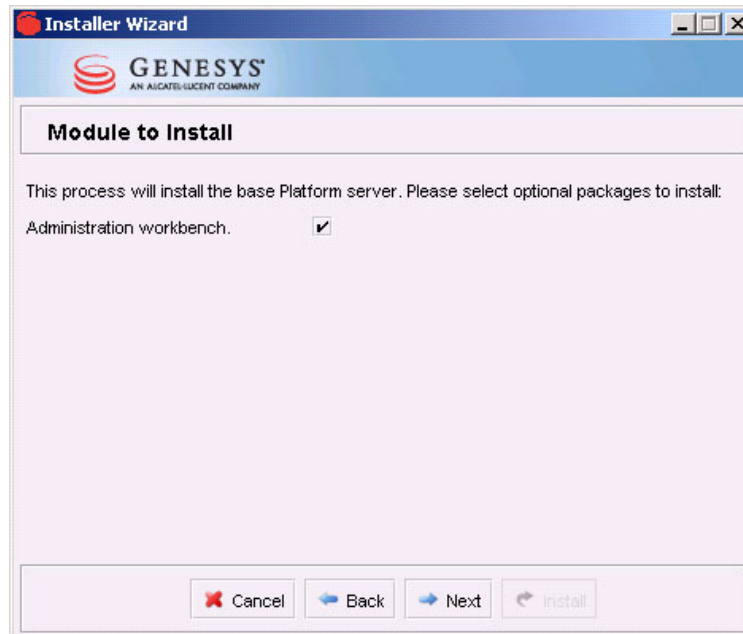 Installer Wizard
GENESYS
AN ALCATEL-LUCENT COMPANY
Module to Install
This process will install the base Platform server. Please select optional packages to install:
Administration workbench.
Cancel
Back
Next
Install